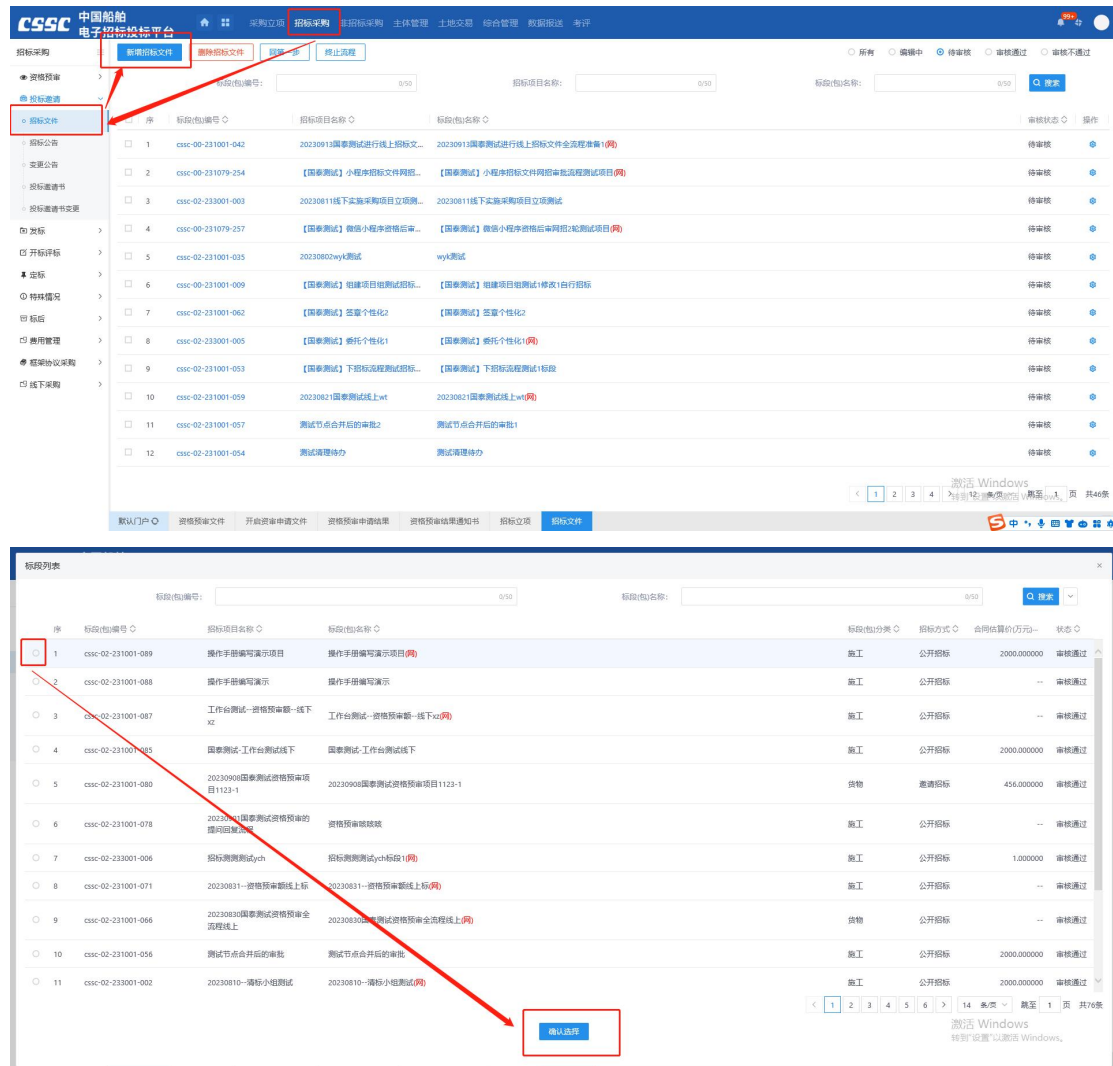 CSSC 中国船舶
电子招标投标平台
采购立项 招标采购 非招标采购 主体管理 土地交易 综合管理 数据报送 考评
99+
招标采购
新增招标文件 删除招标文件 终止流程
所有 编辑中 待审核 审核通过 审核不通过
资格预审
标段(包)编号: 0/50 招标项目名称: 0/50 标段(包)名称: 0/50 搜索
投标邀请
招标文件
序 标段(包)编号 招标项目名称 标段(包)名称 审核状态 操作
招标公告
1 cssc-00-231001-042 20230913国泰测试进行线上招标文... 20230913国泰测试进行线上招标文件全流程准备1(网) 待审核
变更公告
2 cssc-00-231079-254 【国泰测试】小程序招标文件网招... 【国泰测试】小程序招标文件网招审批流程测试项目(网) 待审核
投标邀请书
3 cssc-02-233001-003 20230811线下实施采购项目立项测... 20230811线下实施采购项目立项测试 待审核
投标邀请书变更
4 cssc-00-231079-257 【国泰测试】微信小程序资格后审... 【国泰测试】微信小程序资格后审网招2轮测试项目(网) 待审核
发标
开标评标
5 cssc-02-231001-035 20230802wyk测试 wyk测试 待审核
定标
6 cssc-00-231001-009 【国泰测试】组建项目组测试招标... 【国泰测试】组建项目组测试1修改1自行招标 待审核
特殊情况
7 cssc-02-231001-062 【国泰测试】签章个性化2 【国泰测试】签章个性化2 待审核
标后
费用管理
8 cssc-02-233001-005 【国泰测试】委托个性化1 【国泰测试】委托个性化1(网) 待审核
框架协议采购
9 cssc-02-231001-053 【国泰测试】下招标流程测试招标... 【国泰测试】下招标流程测试1标段 待审核
线下采购
10 cssc-02-231001-059 20230821国泰测试线上wt 20230821国泰测试线上wt(网) 待审核
11 cssc-02-231001-057 测试节点合并后的审批2 测试节点合并后的审批1 待审核
12 cssc-02-231001-054 测试清理待办 测试清理待办 待审核
激活 Windows
1 2 3 4 12 条/页 跳至 1 页 共46条
默认门户 资格预审文件 开启资审申请文件 资格预审申请结果 资格预审结果通知书 招标立项 招标文件
中
标段列表 ×
标段(包)编号: 0/50 标段(包)名称: 0/50 搜索
序 标段(包)编号 招标项目名称 标段(包)名称 标段(包)分类 招标方式 合同估算价(万元) 状态
1 cssc-02-231001-089 操作手册编写演示项目 操作手册编写演示项目(网) 施工 公开招标 2000.000000 审核通过
2 cssc-02-231001-088 操作手册编写演示 操作手册编写演示 施工 公开招标 -- 审核通过
3 cssc-02-231001-087 工作台测试--资格预审额--线下xz 工作台测试--资格预审额--线下xz(网) 施工 公开招标 -- 审核通过
4 cssc-02-231001-085 国泰测试-工作台测试线下 国泰测试-工作台测试线下 施工 公开招标 2000.000000 审核通过
5 cssc-02-231001-080 20230908国泰测试资格预审项目1123-1 20230908国泰测试资格预审项目1123-1 货物 邀请招标 456.000000 审核通过
6 cssc-02-231001-078 20230901国泰测试资格预审的提问回复流程 资格预审咳咳咳 施工 公开招标 -- 审核通过
7 cssc-02-233001-006 招标测测测试ych 招标测测测试ych标段1(网) 施工 公开招标 1.000000 审核通过
8 cssc-02-231001-071 20230831--资格预审额线上标 20230831--资格预审额线上标(网) 施工 公开招标 -- 审核通过
9 cssc-02-231001-066 20230830国泰测试资格预审全流程线上 20230830国泰测试资格预审全流程线上(网) 货物 公开招标 -- 审核通过
10 cssc-02-231001-056 测试节点合并后的审批 测试节点合并后的审批 施工 公开招标 2000.000000 审核通过
11 cssc-02-233001-002 20230810--清标小组测试 20230810--清标小组测试(网) 施工 公开招标 2000.000000 审核通过
1 2 3 4 5 6 14 条/页 跳至 1 页 共76条
确认选择
激活 Windows
转到"设置"以激活 Windows。